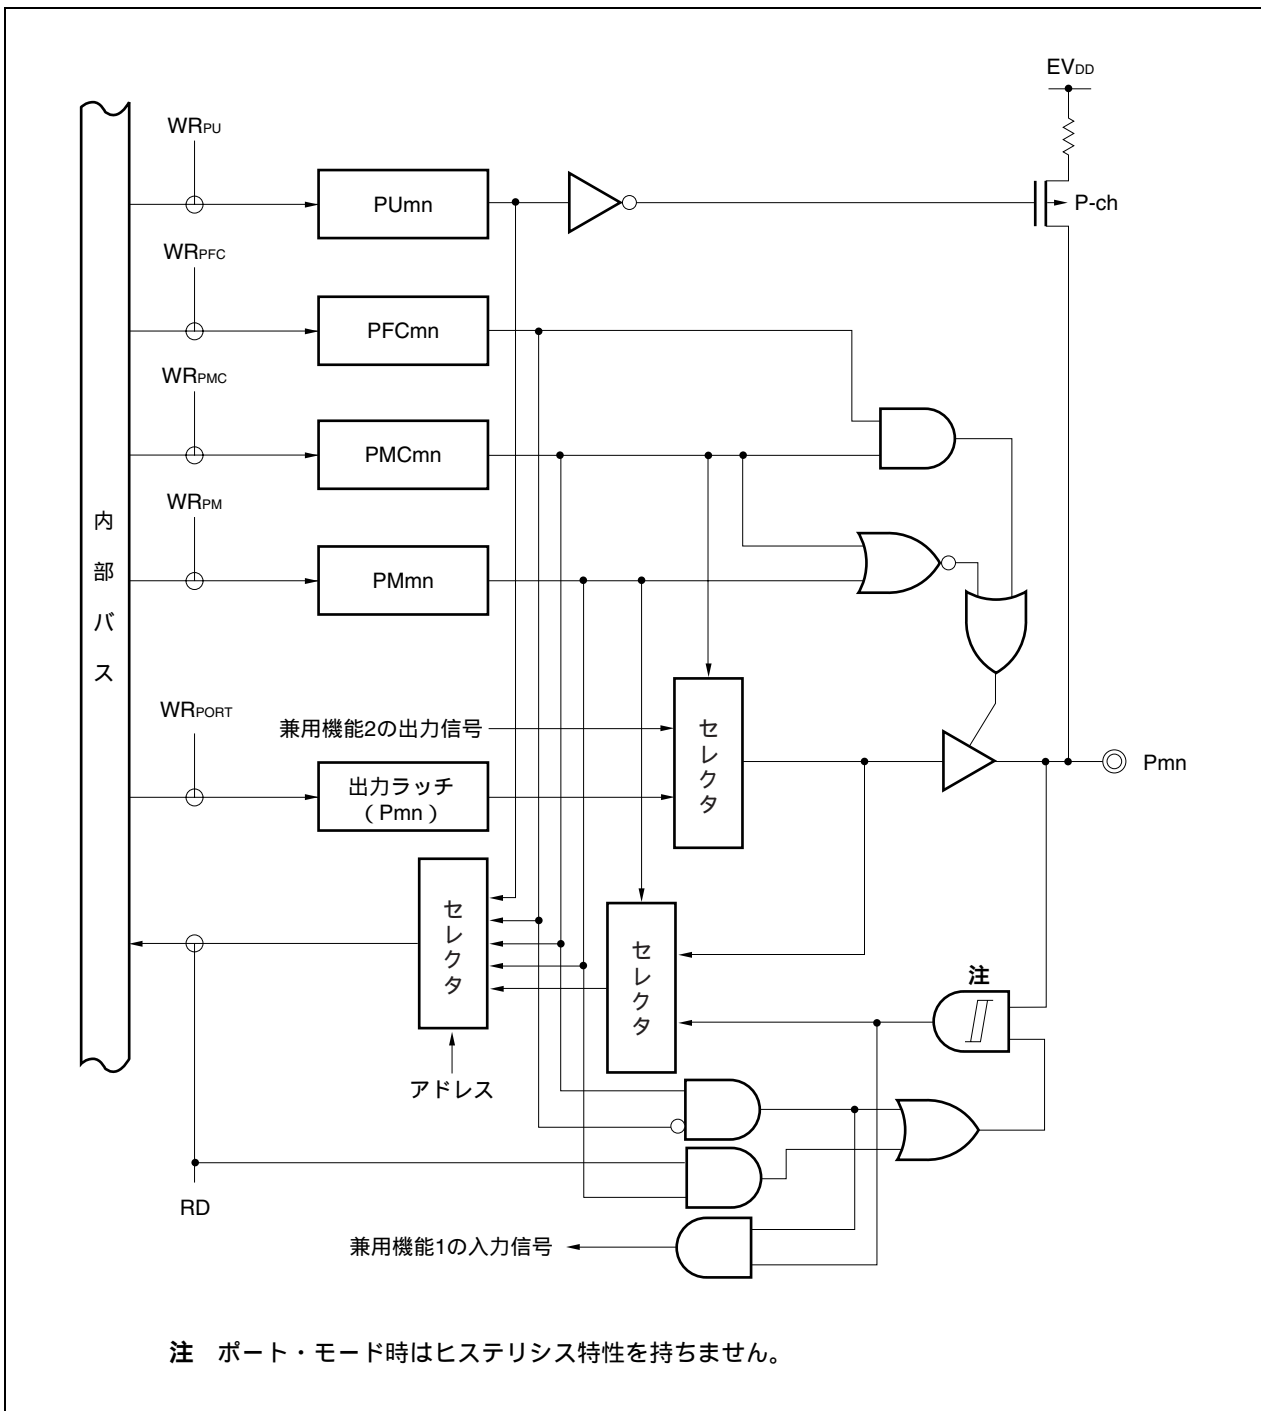 EVDD
WRPU
PUmn
P-ch
WRPFC
PFCmn
WRPMC
PMCmn
WRPM
PMmn
内部バス
WRPORT
兼用機能2の出力信号
セレクタ
出力ラッチ
（Pmn）
Pmn
セレクタ
セレクタ
注
アドレス
RD
兼用機能1の入力信号
注　ポート・モード時はヒステリシス特性を持ちません。